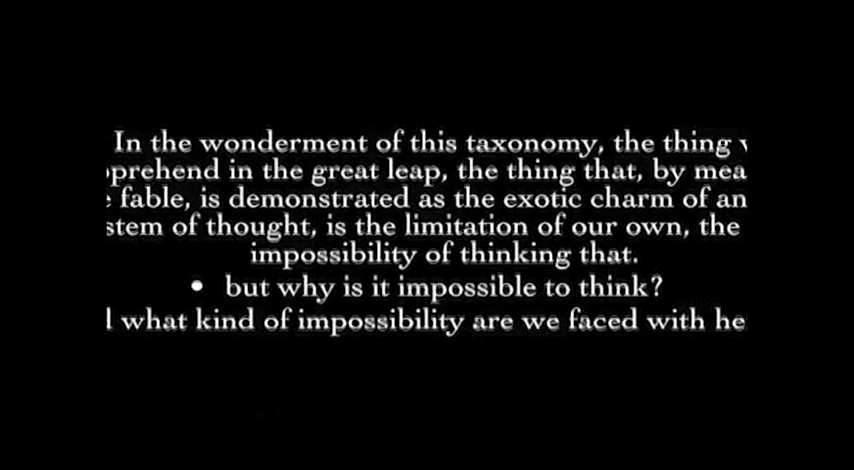 In the wonderment of this taxonomy, the thing
prehend in the great leap, the thing that, by mea
fable, is demonstrated as the exotic charm of an
stem of thought, is the limitation of our own, the
impossibility of thinking that.
• but why is it impossible to think?
what kind of impossibility are we faced with he